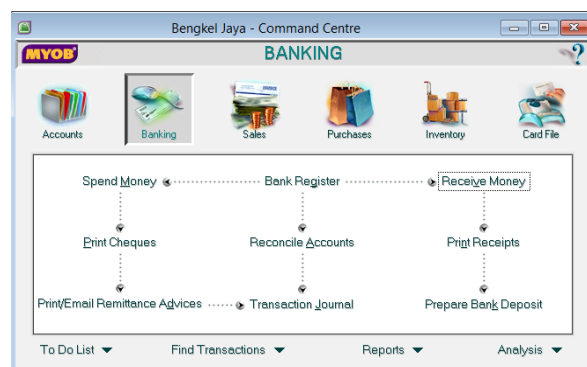 Bengkel Jaya - Command Centre
MYOB BANKING
Accounts Banking Sales Purchases Inventory Card File
Spend Money Bank Register Receive Money
Print Cheques Reconcile Accounts Print Receipts
Print/Email Remittance Advices Transaction Journal Prepare Bank Deposit
To Do List Find Transactions Reports Analysis